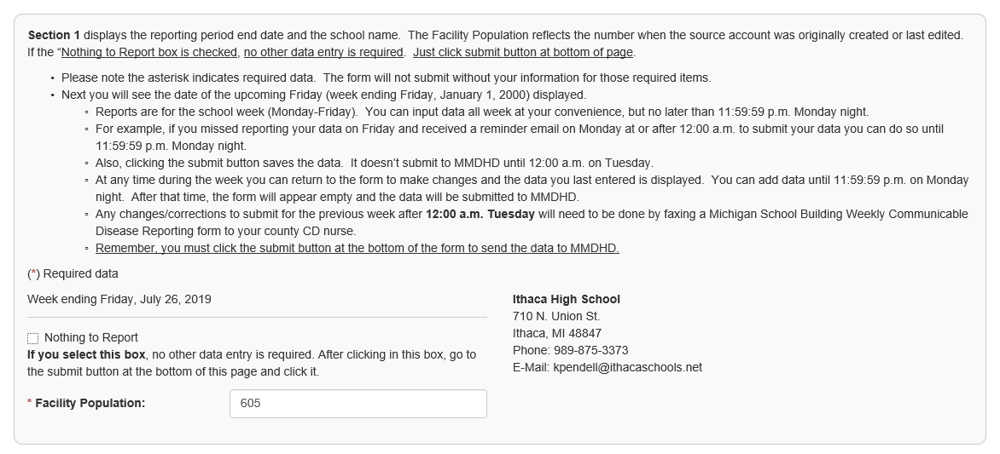 Section 1 displays the reporting period end date and the school name.  The Facility Population reflects the number when the source account was originally created or last edited.
If the “Nothing to Report box is checked, no other data entry is required.  Just click submit button at bottom of page.
• Please note the asterisk indicates required data.  The form will not submit without your information for those required items.
• Next you will see the date of the upcoming Friday (week ending Friday, January 1, 2000) displayed.
◦ Reports are for the school week (Monday-Friday).  You can input data all week at your convenience, but no later than 11:59:59 p.m. Monday night.
◦ For example, if you missed reporting your data on Friday and received a reminder email on Monday at or after 12:00 a.m. to submit your data you can do so until
11:59:59 p.m. Monday night.
◦ Also, clicking the submit button saves the data.  It doesn’t submit to MMDHD until 12:00 a.m. on Tuesday.
◦ At any time during the week you can return to the form to make changes and the data you last entered is displayed.  You can add data until 11:59:59 p.m. on Monday
night.  After that time, the form will appear empty and the data will be submitted to MMDHD.
◦ Any changes/corrections to submit for the previous week after 12:00 a.m. Tuesday will need to be done by faxing a Michigan School Building Weekly Communicable
Disease Reporting form to your county CD nurse.
◦ Remember, you must click the submit button at the bottom of the form to send the data to MMDHD.
(*) Required data
Week ending Friday, July 26, 2019
Nothing to Report
If you select this box, no other data entry is required. After clicking in this box, go to
the submit button at the bottom of this page and click it.
* Facility Population:
605
Ithaca High School
710 N. Union St.
Ithaca, MI 48847
Phone: 989-875-3373
E-Mail: kpendell@ithacaschools.net